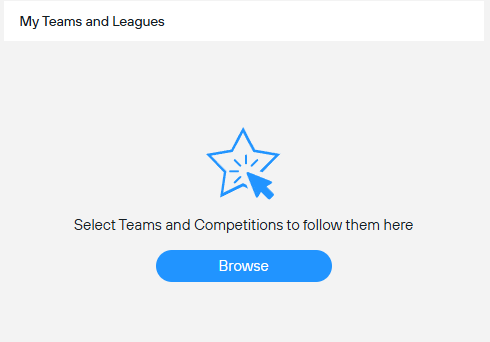 My Teams and Leagues
Select Teams and Competitions to follow them here
Browse